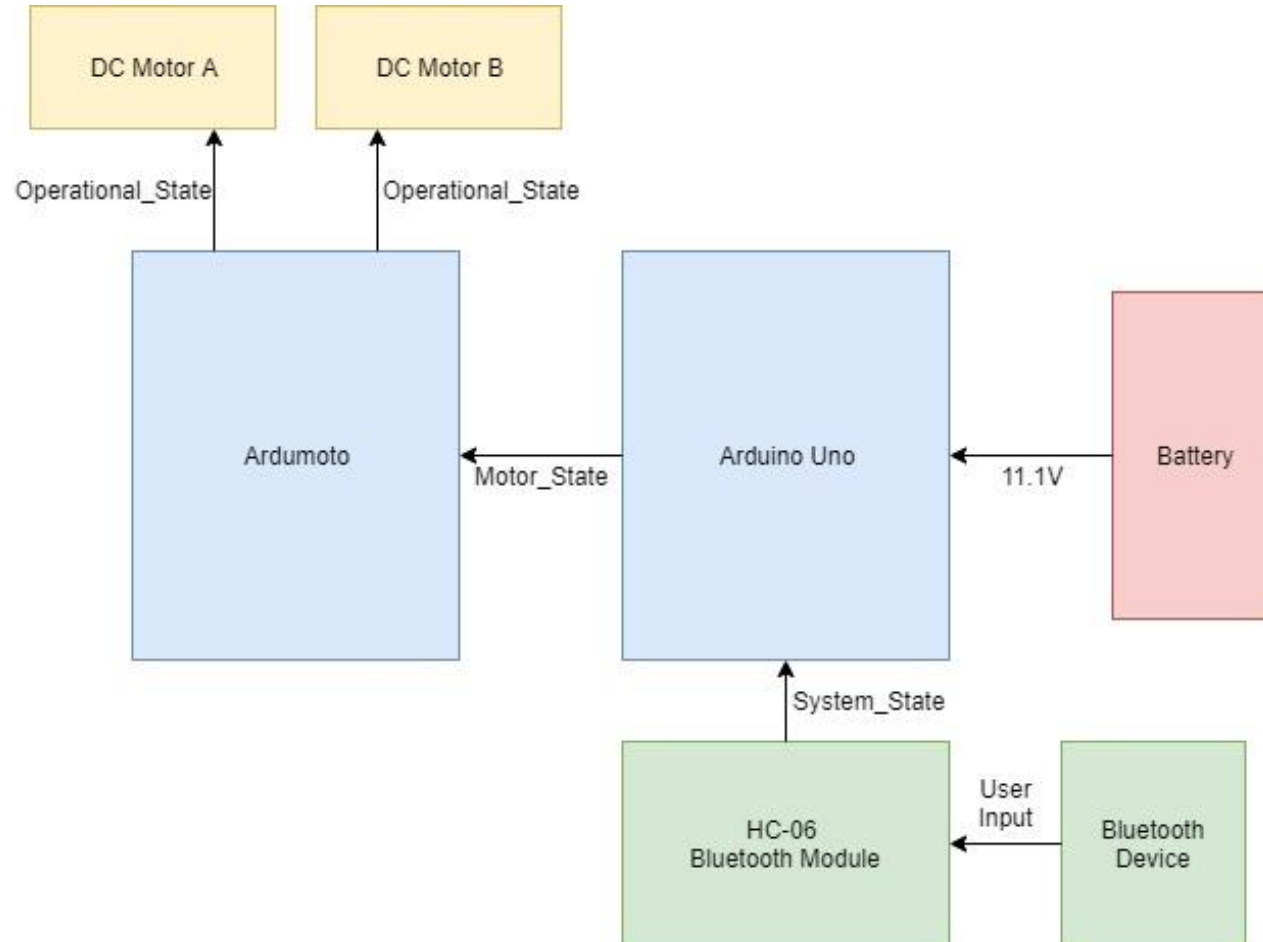 DC Motor A
DC Motor B
Operational_State
Operational_State
Ardumoto
Motor_State
Arduino Uno
11.1V
Battery
System_State
HC-06
Bluetooth Module
User
Input
Bluetooth
Device